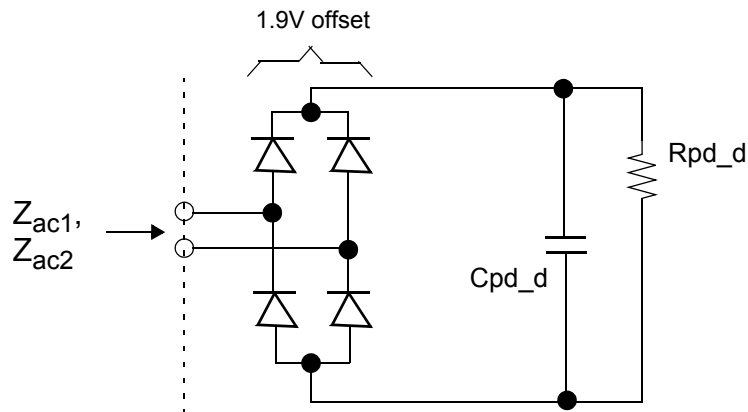 1.9V offset
Rpd_d
Zac1,
Zac2
Cpd_d